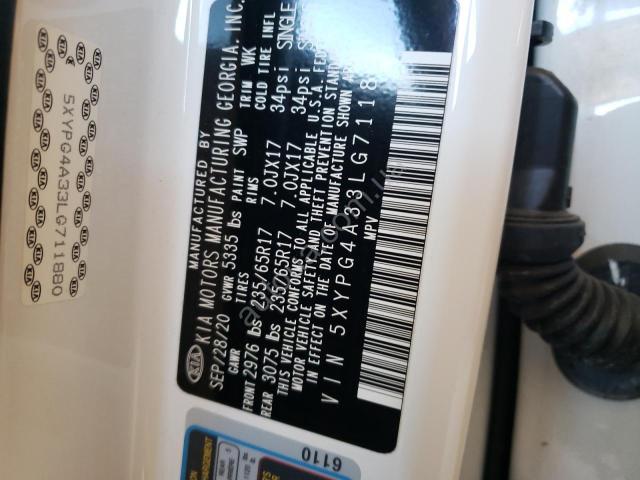 5XYPG4A33LG711880
KIA
MANUFACTURED BY
KIA MOTORS MANUFACTURING GEORGIA, INC.
SEP/28/20 GVWR 5335 lbs PAINT SWP TRIM WK
GAWR TIRES RIMS COLD TIRE INFL
FRONT 2976 lbs 235/65R17 7.0JX17 34psi SINGLE
REAR 3075 lbs 235/65R17 7.0JX17 34psi
THIS VEHICLE CONFORMS TO ALL APPLICABLE U.S.A. FEDERAL
MOTOR VEHICLE SAFETY AND THEFT PREVENTION
IN EFFECT ON THE DATE OF MANUFACTURE SHOWN
VIN 5XYPG4A33LG7118
MPV
6110